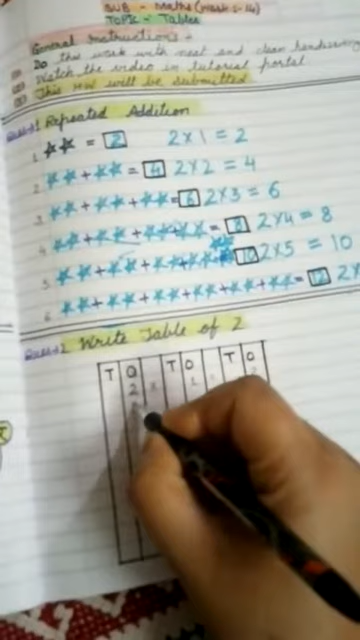 SUB - Maths (Week - 16)
TOPIC - Tables
General Instructions :-
Do this work with neat and clean handwriting
Watch the video in tutorial portal
This HW will be submitted
Ques:1 Repeated Addition
1. = 2 2×1 = 2
2. + = 4 2×2 = 4
3. + + = 6 2×3 = 6
4. + + + = 8 2×4 = 8
5. + + + + 10 2×5 = 10
6. + + + + + = 12 2×
Ques:2 Write Table of 2
T O T O T O
2 × 1